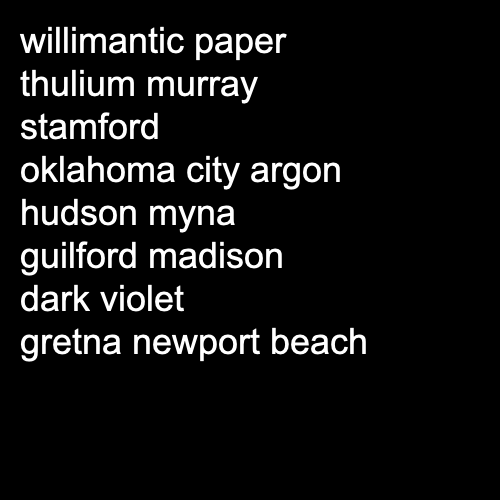 willimantic paper
thulium murray
stamford
oklahoma city argon
hudson myna
guilford madison
dark violet
gretna newport beach